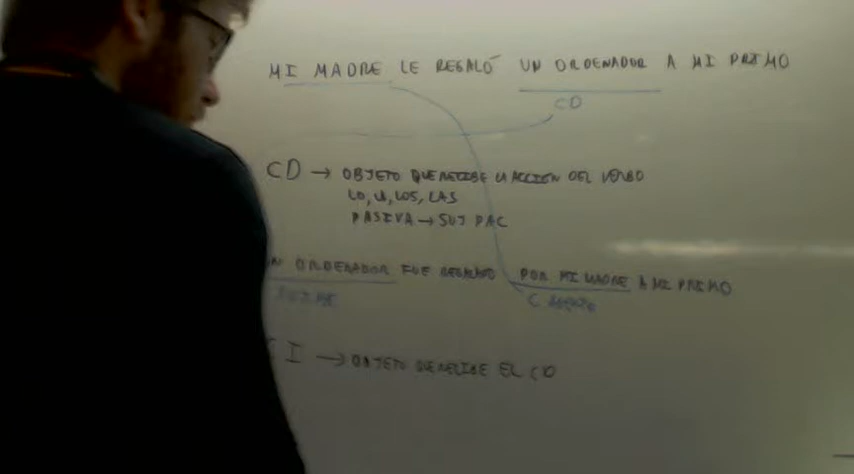 MI MADRE LE REGALÓ UN ORDENADOR A MI PRIMO
CD
CD → OBJETO QUE RECIBE LA ACCIÓN DEL VERBO
LO, LA, LOS, LAS
PASIVA → SUJ PAC
ORDENADOR FUE REGALADO POR MI MADRE A MI PRIMO
C AGENTE
I → OBJETO QUE RECIBE EL CD